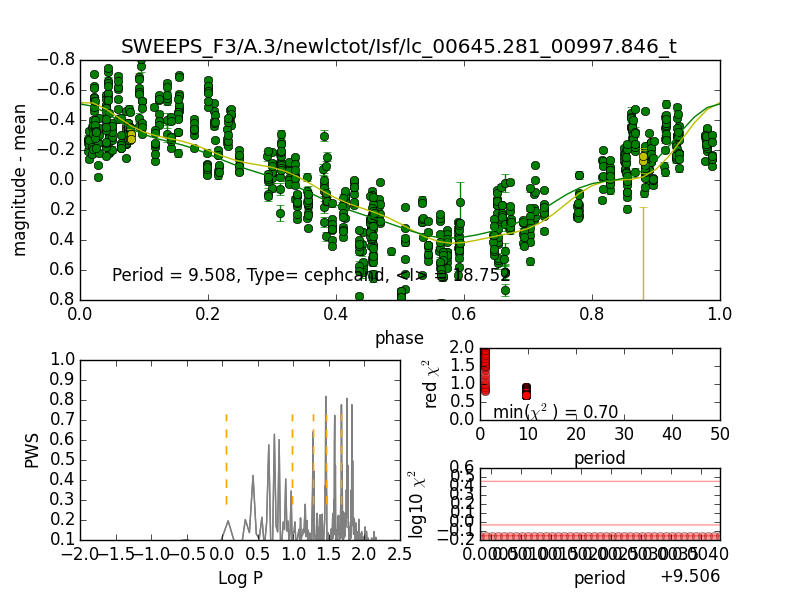 SWEEPS_F3/A.3/newlctot/Isf/lc_00645.281_00997.846_t
magnitude - mean
−0.8
−0.6
−0.4
−0.2
0.0
0.2
0.4
0.6
0.8
Period = 9.508, Type= cephcand, <I> = 18.752
0.0 0.2 0.4 0.6 0.8 1.0
phase
PWS
1.0
0.9
0.8
0.7
0.6
0.5
0.4
0.3
0.2
0.1
−2.0 −1.5 −1.0 −0.5 0.0 0.5 1.0 1.5 2.0 2.5
Log P
red χ²
2.0
1.5
1.0
0.5
0.0
min(χ²) = 0.70
0 10 20 30 40 50
period
log10 χ²
0.6
0.5
0.4
0.3
0.2
0.1
0.0
−0.2
period
+9.506